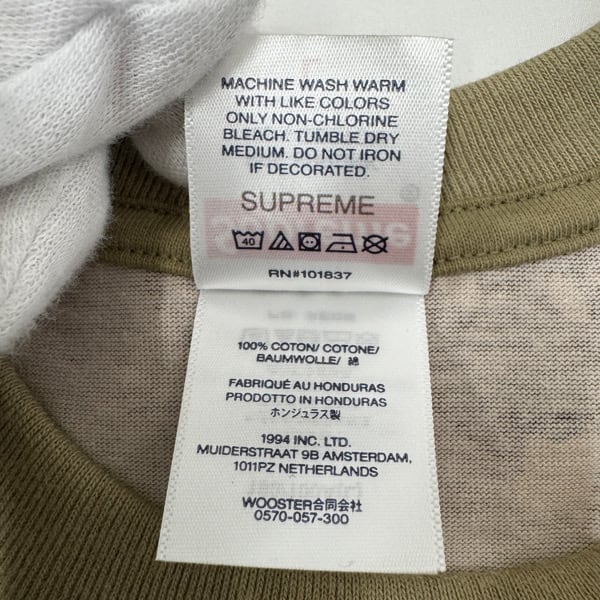 MACHINE WASH WARM
WITH LIKE COLORS
ONLY NON-CHLORINE
BLEACH. TUMBLE DRY
MEDIUM. DO NOT IRON
IF DECORATED.
SUPREME
40
RN#101837
100% COTON/ COTONE/
BAUMWOLLE/ 綿
FABRIQUÉ AU HONDURAS
PRODOTTO IN HONDURAS
ホンジュラス製
1994 INC. LTD.
MUIDERSTRAAT 9B AMSTERDAM,
1011PZ NETHERLANDS
WOOSTER合同会社
0570-057-300